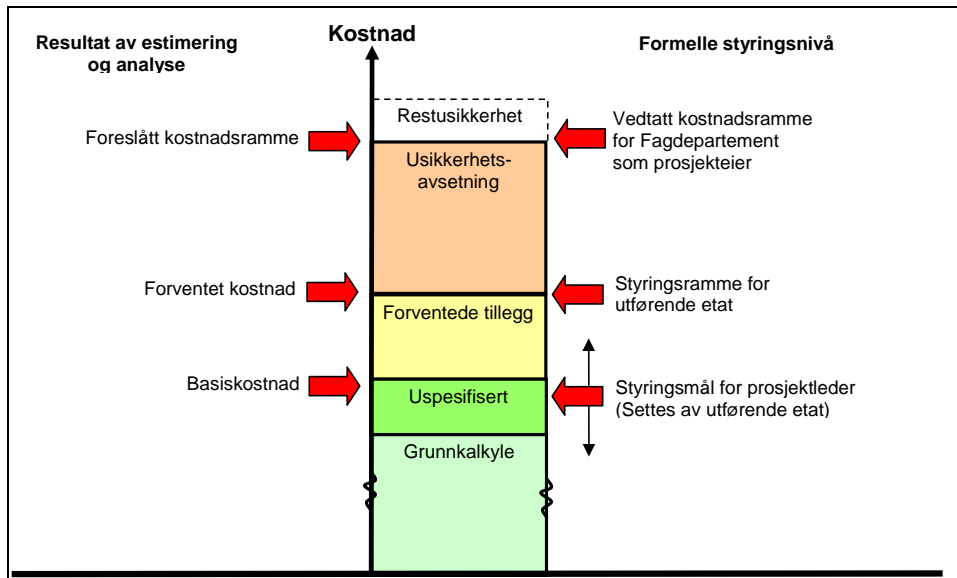 Resultat av estimering
og analyse
Kostnad
Formelle styringsnivå
Restusikkerhet
Foreslått kostnadsramme
Vedtatt kostnadsramme
for Fagdepartement
som prosjekteier
Usikkerhets-
avsetning
Forventet kostnad
Styringsramme for
utførende etat
Forventede tillegg
Basiskostnad
Uspesifisert
Styringsmål for prosjektleder
(Settes av utførende etat)
Grunnkalkyle